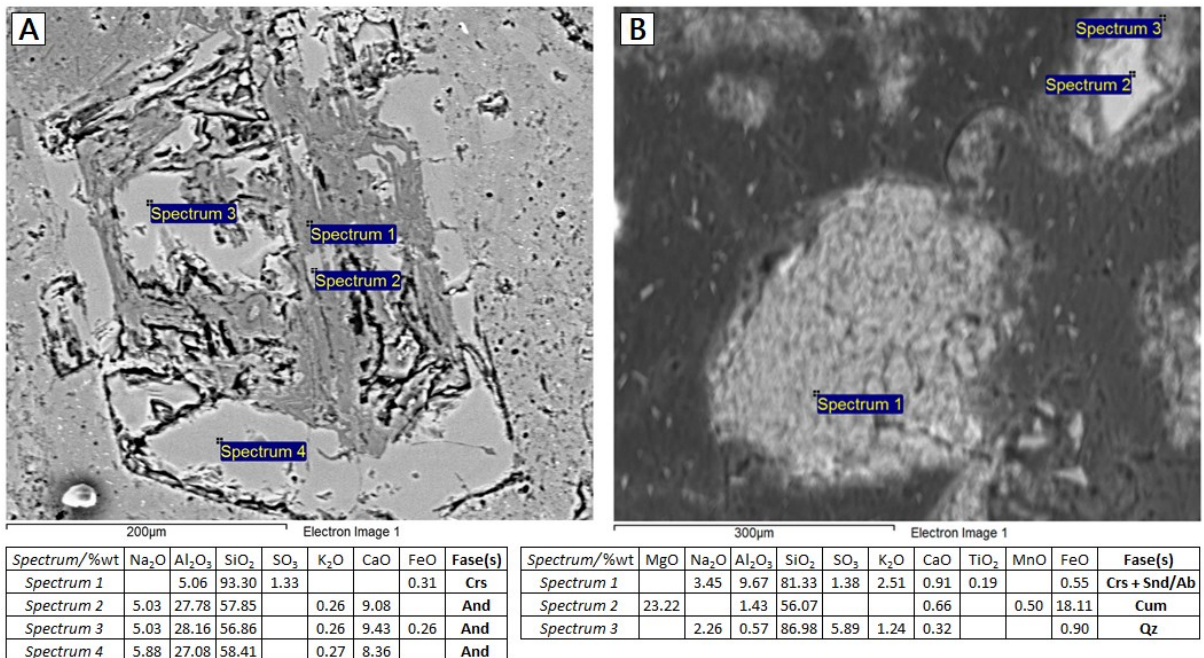 A
Spectrum 3
Spectrum 1
Spectrum 2
Spectrum 4
200µm Electron Image 1
B
Spectrum 3
Spectrum 2
Spectrum 1
300µm Electron Image 1
Spectrum/%wt Na₂O Al₂O₃ SiO₂ SO₃ K₂O CaO FeO Fase(s)
Spectrum 1 5.06 93.30 1.33 0.31 Crs
Spectrum 2 5.03 27.78 57.85 0.26 9.08 And
Spectrum 3 5.03 28.16 56.86 0.26 9.43 0.26 And
Spectrum 4 5.88 27.08 58.41 0.27 8.36 And
Spectrum/%wt MgO Na₂O Al₂O₃ SiO₂ SO₃ K₂O CaO TiO₂ MnO FeO Fase(s)
Spectrum 1 3.45 9.67 81.33 1.38 2.51 0.91 0.19 0.55 Crs + Snd/Ab
Spectrum 2 23.22 1.43 56.07 0.66 0.50 18.11 Cum
Spectrum 3 2.26 0.57 86.98 5.89 1.24 0.32 0.90 Qz